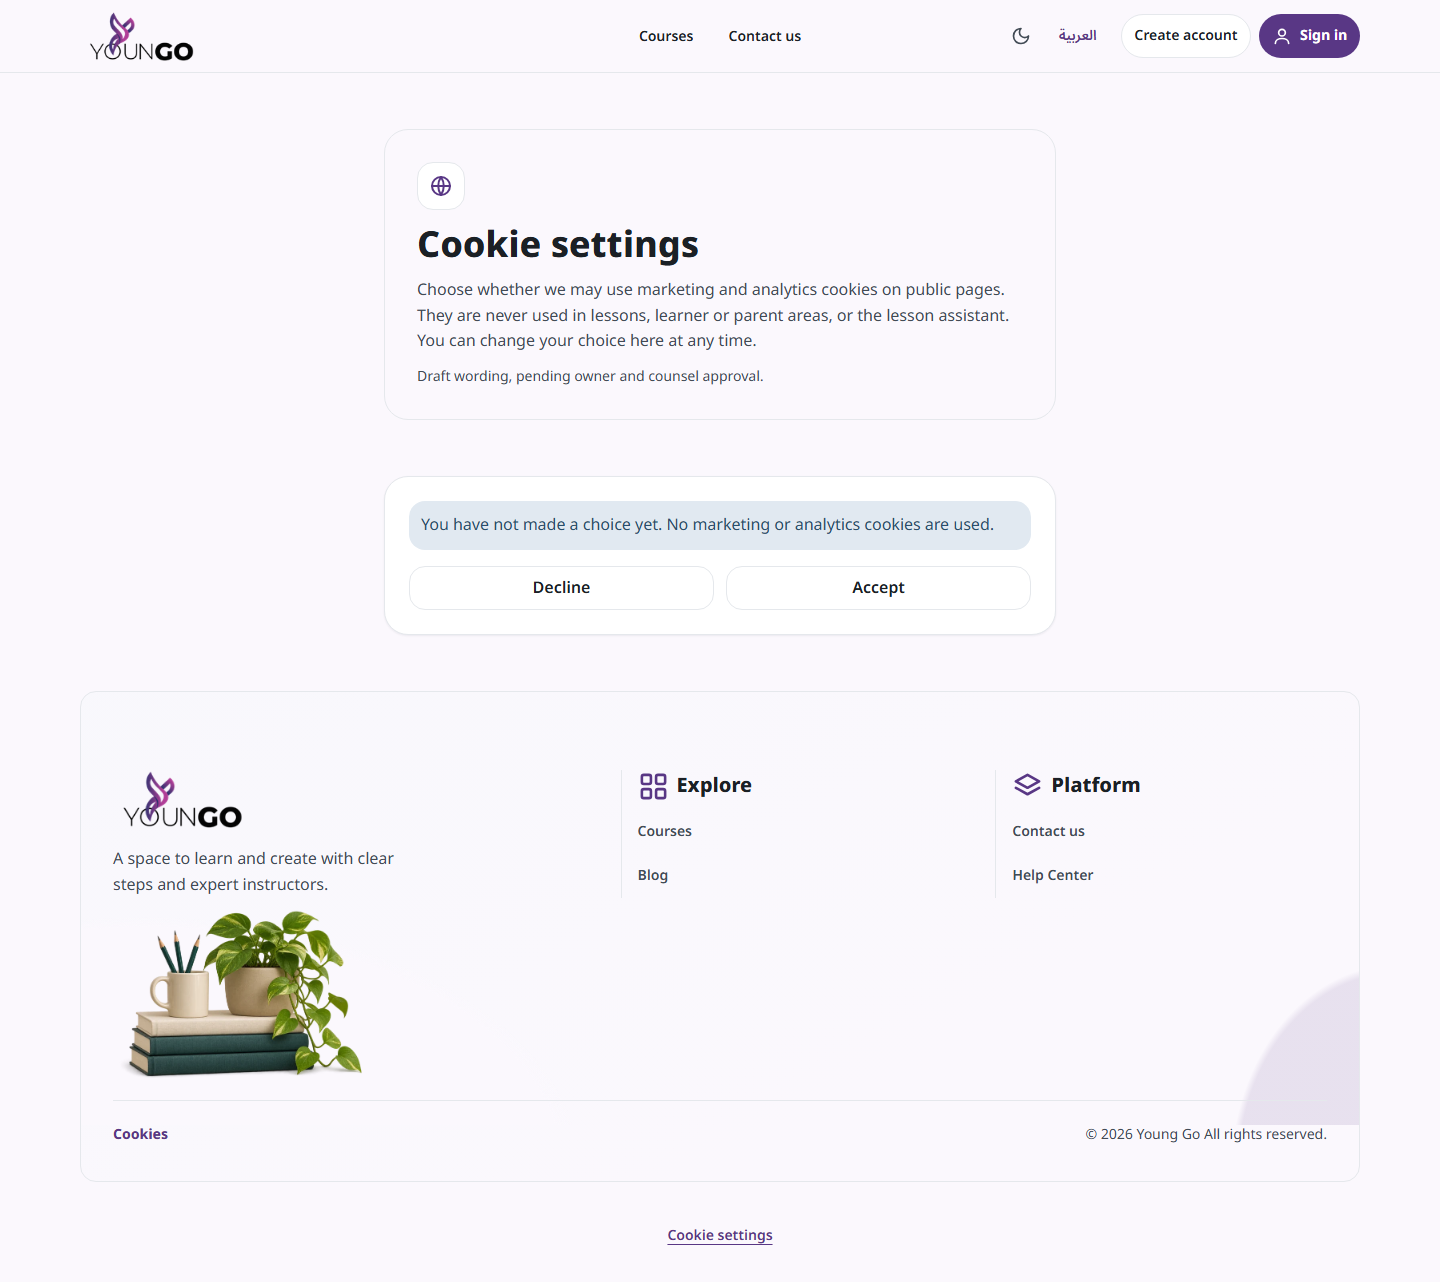 YOUNGO
Courses
Contact us
العربية
Create account
Sign in
Cookie settings
Choose whether we may use marketing and analytics cookies on public pages.
They are never used in lessons, learner or parent areas, or the lesson assistant.
You can change your choice here at any time.
Draft wording, pending owner and counsel approval.
You have not made a choice yet. No marketing or analytics cookies are used.
Decline
Accept
YOUNGO
A space to learn and create with clear
steps and expert instructors.
Explore
Courses
Blog
Platform
Contact us
Help Center
Cookies
© 2026 Young Go All rights reserved.
Cookie settings